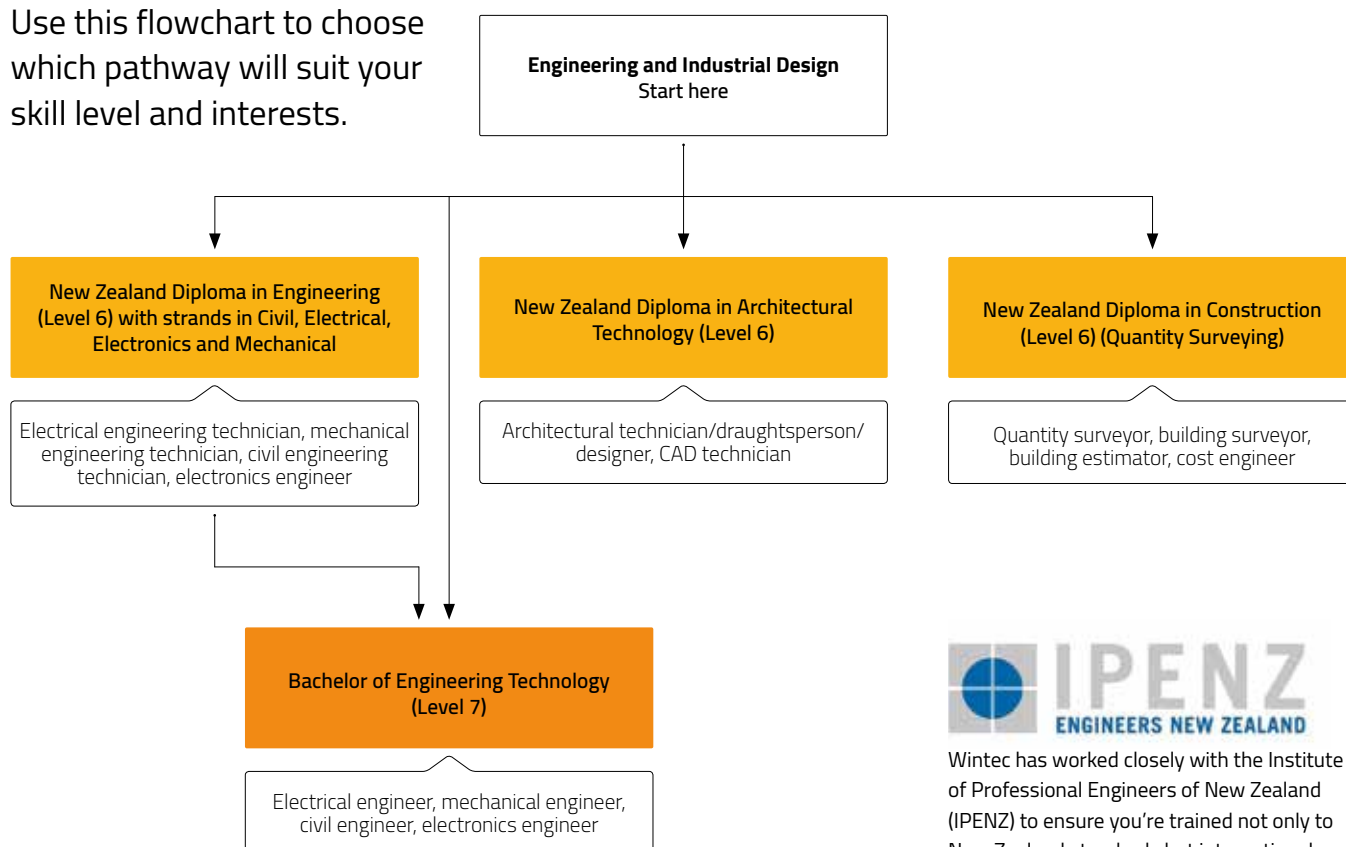 Use this flowchart to choose
which pathway will suit your
skill level and interests.
Engineering and Industrial Design
Start here
New Zealand Diploma in Engineering
(Level 6) with strands in Civil, Electrical,
Electronics and Mechanical
New Zealand Diploma in Architectural
Technology (Level 6)
New Zealand Diploma in Construction
(Level 6) (Quantity Surveying)
Electrical engineering technician, mechanical
engineering technician, civil engineering
technician, electronics engineer
Architectural technician/draughtsperson/
designer, CAD technician
Quantity surveyor, building surveyor,
building estimator, cost engineer
Bachelor of Engineering Technology
(Level 7)
Electrical engineer, mechanical engineer,
civil engineer, electronics engineer
IPENZ
ENGINEERS NEW ZEALAND
Wintec has worked closely with the Institute
of Professional Engineers of New Zealand
(IPENZ) to ensure you're trained not only to